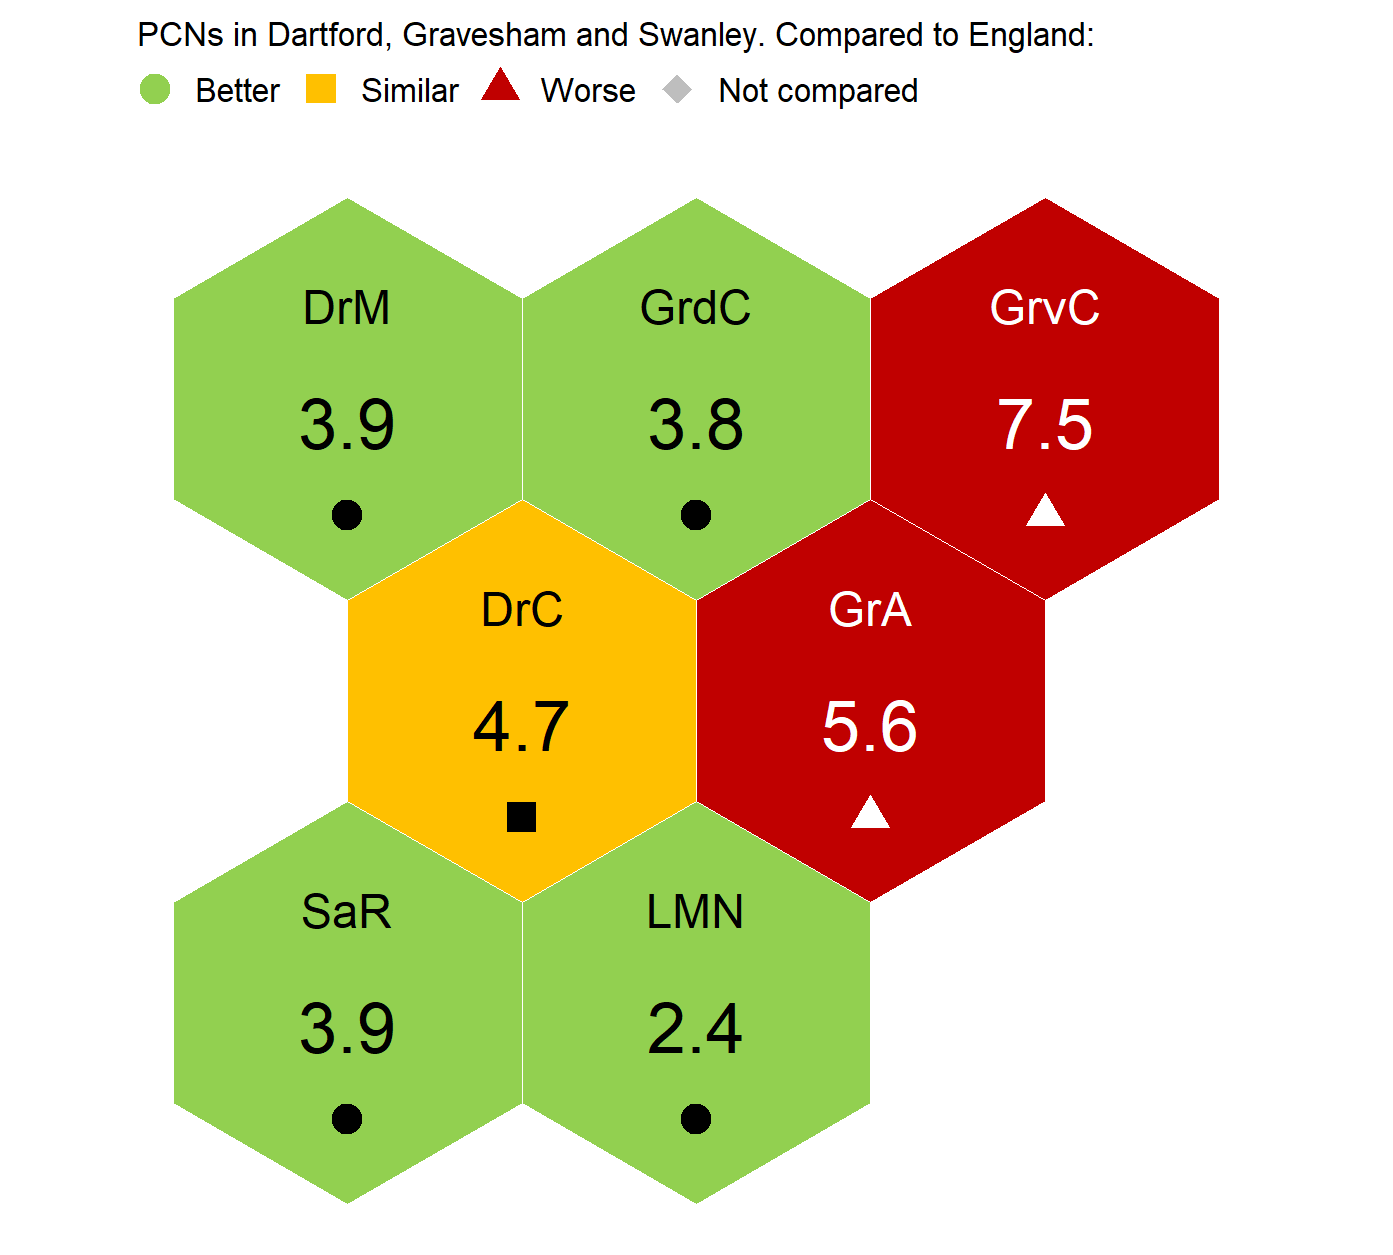 PCNs in Dartford, Gravesham and Swanley. Compared to England:
Better Similar Worse Not compared
DrM GrdC GrvC
3.9 3.8 7.5
DrC GrA
4.7 5.6
SaR LMN
3.9 2.4